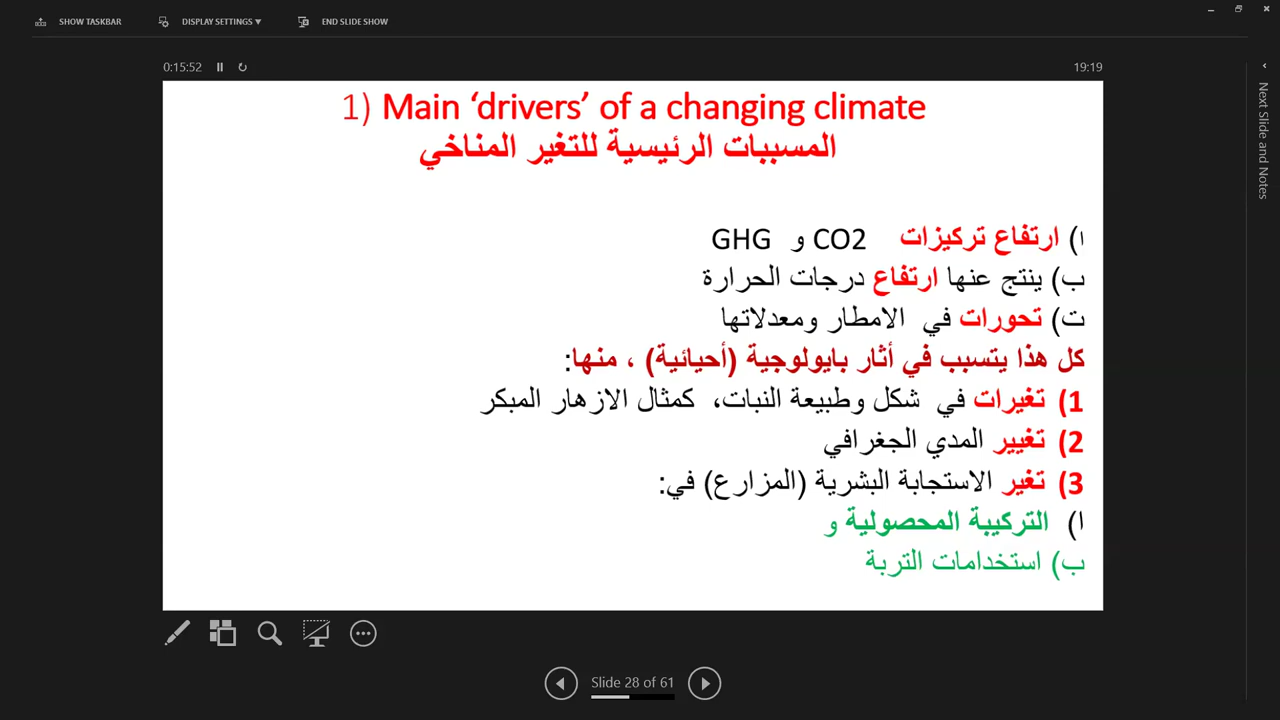 SHOW TASKBAR
DISPLAY SETTINGS ▼
END SLIDE SHOW
0:15:52
19:19
Next Slide and Notes
1) Main ‘drivers’ of a changing climate
المسببات الرئيسية للتغير المناخي
ا) ارتفاع تركيزات CO2 و GHG
ب) ينتج عنها ارتفاع درجات الحرارة
ت) تحورات في الامطار ومعدلاتها
كل هذا يتسبب في أثار بايولوجية (أحيائية) ، منها:
1) تغيرات في شكل وطبيعة النبات، كمثال الازهار المبكر
2) تغيير المدي الجغرافي
3) تغير الاستجابة البشرية (المزارع) في:
ا) التركيبة المحصولية و
ب) استخدامات التربة
Slide 28 of 61